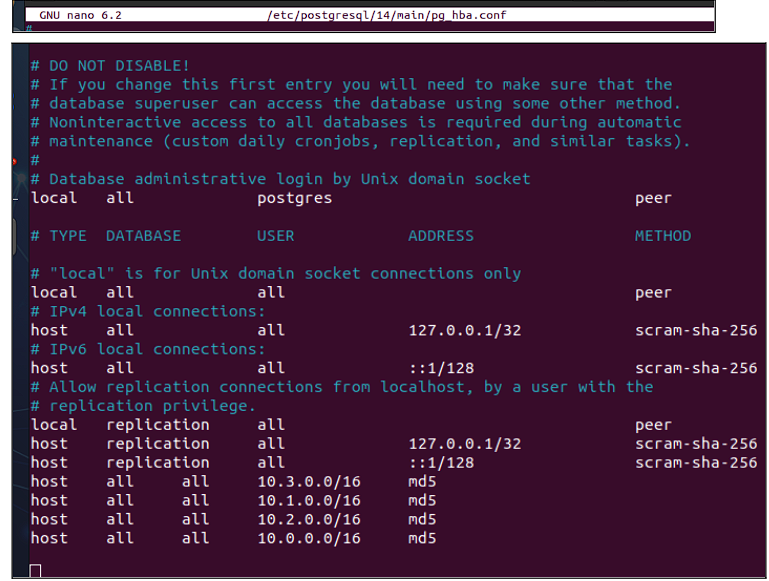 GNU nano 6.2 /etc/postgresql/14/main/pg_hba.conf
#
# DO NOT DISABLE!
# If you change this first entry you will need to make sure that the
# database superuser can access the database using some other method.
# Noninteractive access to all databases is required during automatic
# maintenance (custom daily cronjobs, replication, and similar tasks).
#
# Database administrative login by Unix domain socket
local all postgres peer
# TYPE DATABASE USER ADDRESS METHOD
# "local" is for Unix domain socket connections only
local all all peer
# IPv4 local connections:
host all all 127.0.0.1/32 scram-sha-256
# IPv6 local connections:
host all all ::1/128 scram-sha-256
# Allow replication connections from localhost, by a user with the
# replication privilege.
local replication all peer
host replication all 127.0.0.1/32 scram-sha-256
host replication all ::1/128 scram-sha-256
host all all 10.3.0.0/16 md5
host all all 10.1.0.0/16 md5
host all all 10.2.0.0/16 md5
host all all 10.0.0.0/16 md5